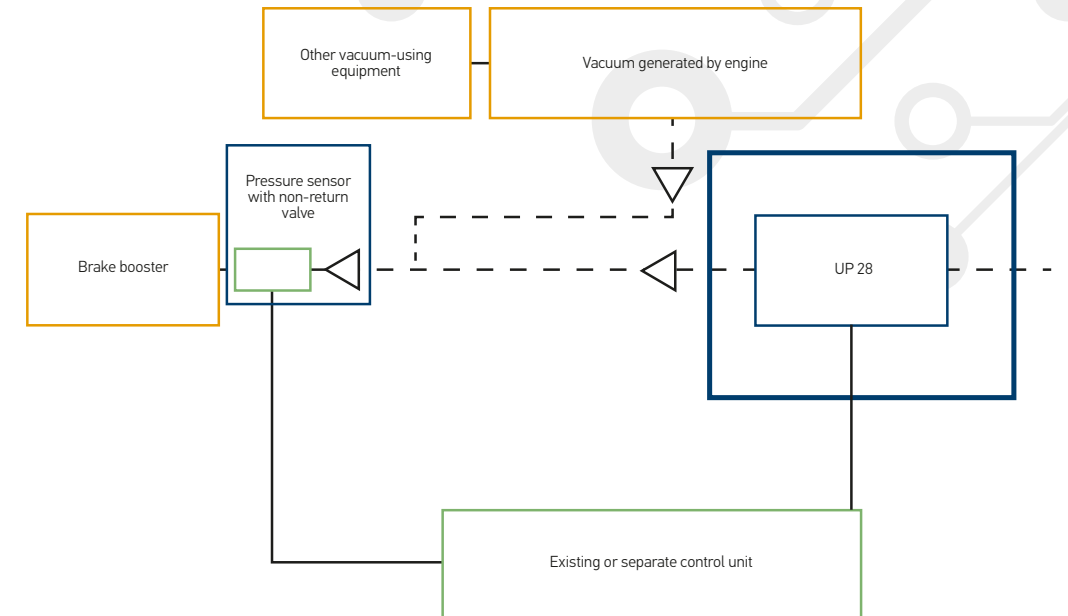 Other vacuum-using
equipment
Vacuum generated by engine
Pressure sensor
with non-return
valve
Brake booster
UP 28
Existing or separate control unit